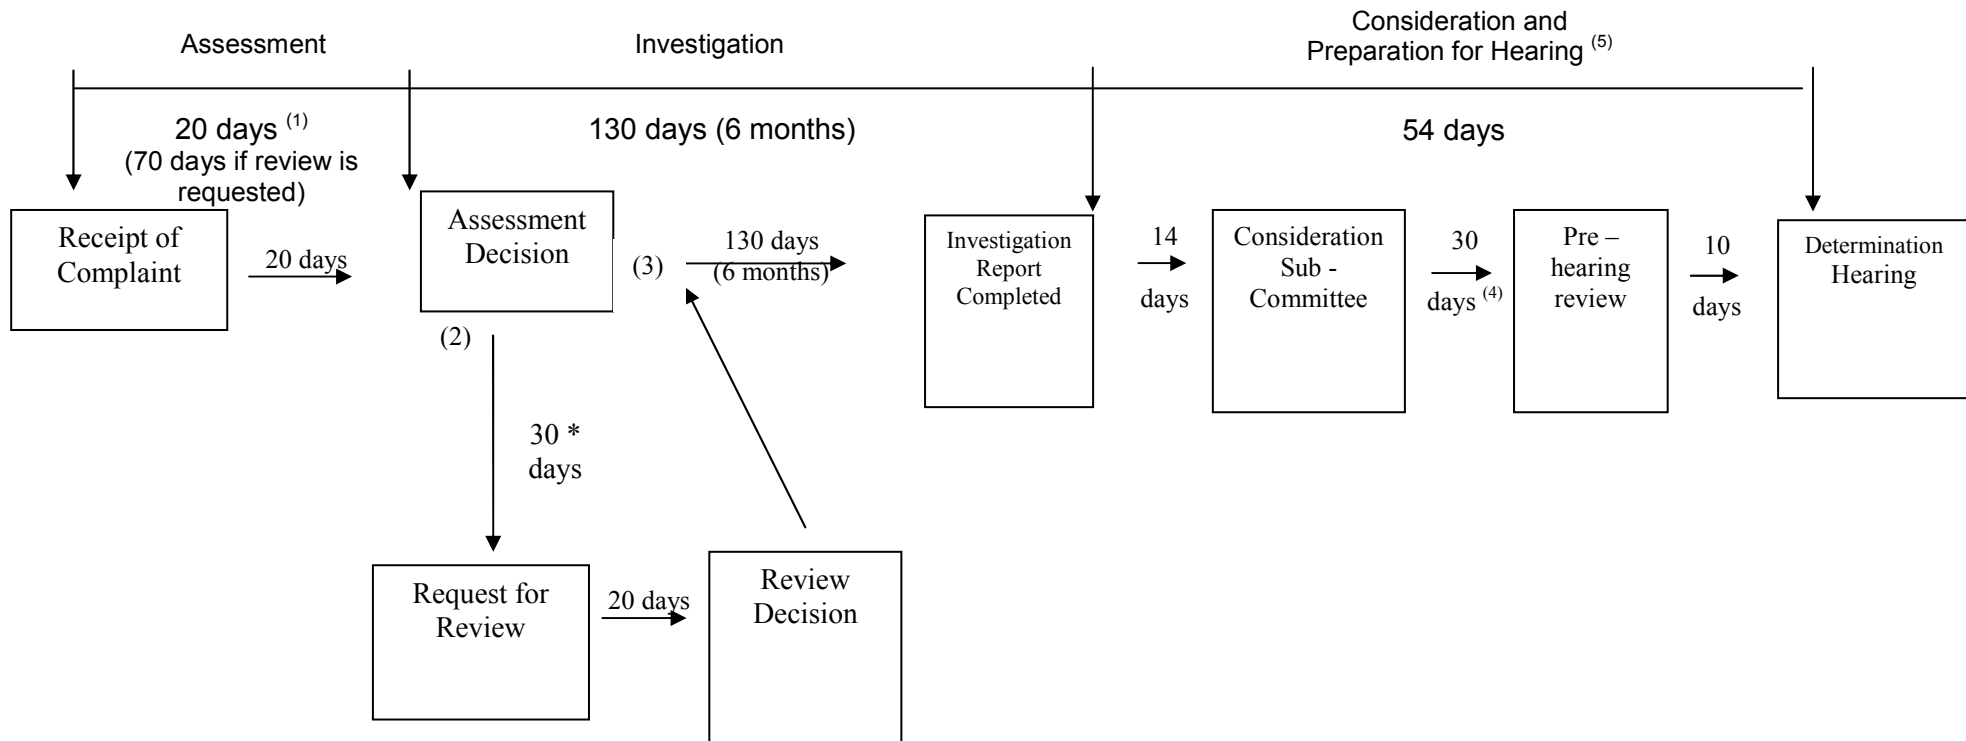 Assessment
Investigation
Consideration and
Preparation for Hearing (5)
20 days (1)
(70 days if review is
requested)
130 days (6 months)
54 days
Receipt of
Complaint
20 days
Assessment
Decision
(2)
(3)
130 days
(6 months)
Investigation
Report
Completed
14
days
Consideration
Sub -
Committee
30
days (4)
Pre –
hearing
review
10
days
Determination
Hearing
30 *
days
Request for
Review
20 days
Review
Decision